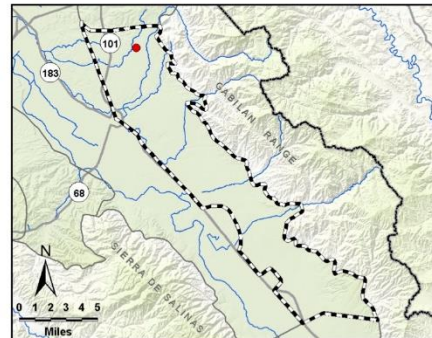 101
183
GABILAN RANGE
68
SIERRA DE SALINAS
N
0 1 2 3 4 5
Miles